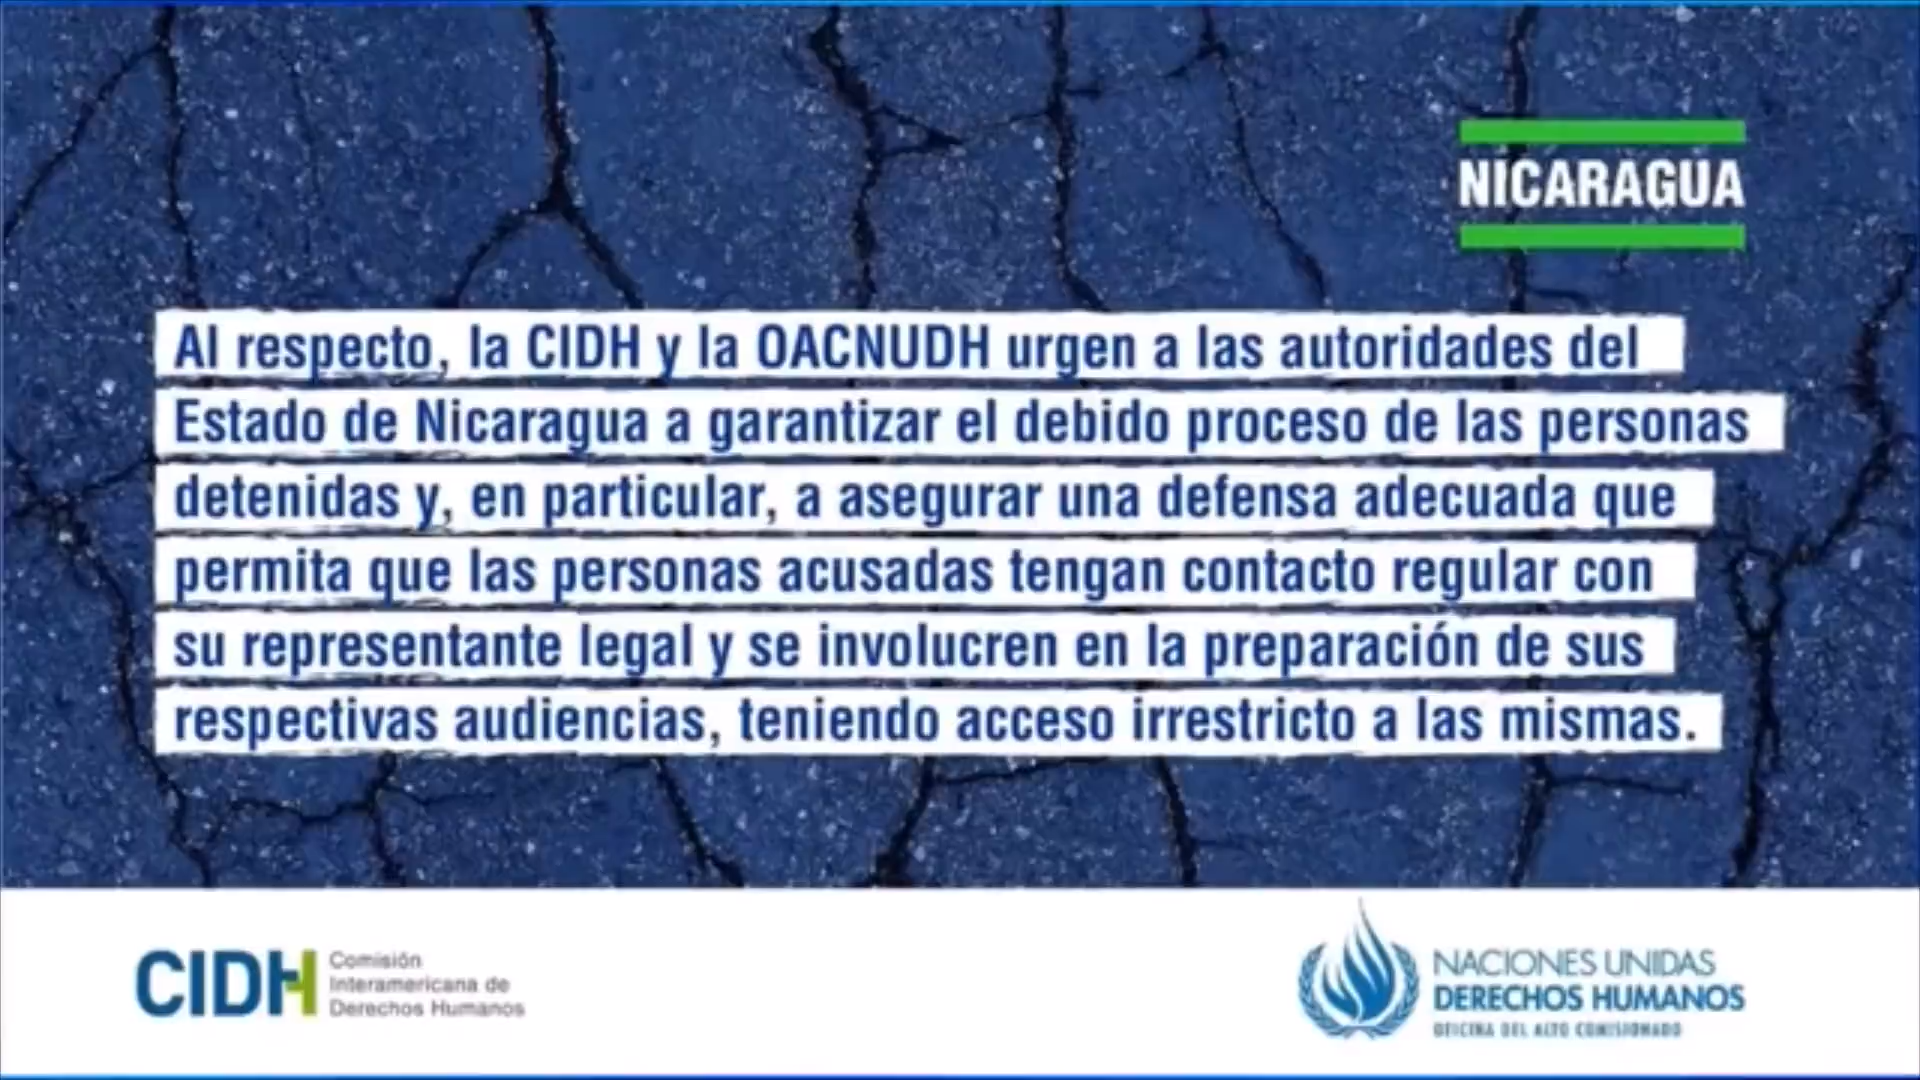 NICARAGUA
Al respecto, la CIDH y la OACNUDH urgen a las autoridades del
Estado de Nicaragua a garantizar el debido proceso de las personas
detenidas y, en particular, a asegurar una defensa adecuada que
permita que las personas acusadas tengan contacto regular con
su representante legal y se involucren en la preparación de sus
respectivas audiencias, teniendo acceso irrestricto a las mismas.
CIDH
Comisión
Interamericana de
Derechos Humanos
NACIONES UNIDAS
DERECHOS HUMANOS
OFICINA DEL ALTO COMISIONADO